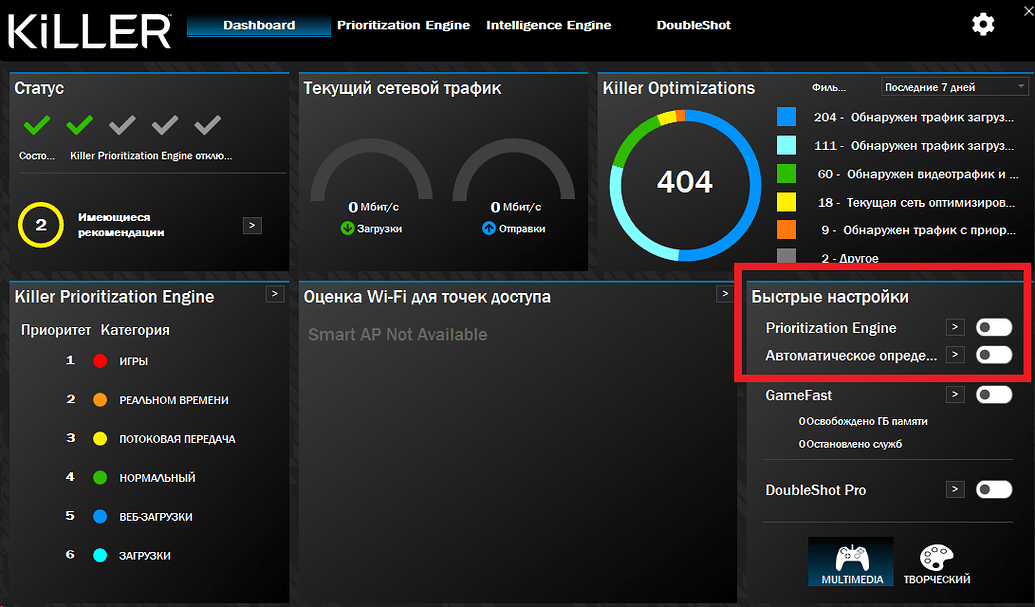 KiLLER
Dashboard
Prioritization Engine
Intelligence Engine
DoubleShot
Статус
Состо...
Killer Prioritization Engine отклю...
2
Имеющиеся
рекомендации
>
Текущий сетевой трафик
0 Мбит/с
Загрузки
0 Мбит/с
Отправки
Killer Optimizations
Филь...
Последние 7 дней
404
204 - Обнаружен трафик загруз...
111 - Обнаружен трафик загруз...
60 - Обнаружен видеотрафик и ...
18 - Текущая сеть оптимизиров...
9 - Обнаружен трафик с приор...
2 - Другое
Killer Prioritization Engine >
Приоритет Категория
1 ИГРЫ
2 РЕАЛЬНОМ ВРЕМЕНИ
3 ПОТОКОВАЯ ПЕРЕДАЧА
4 НОРМАЛЬНЫЙ
5 ВЕБ-ЗАГРУЗКИ
6 ЗАГРУЗКИ
Оценка Wi-Fi для точек доступа >
Smart AP Not Available
Быстрые настройки
Prioritization Engine >
Автоматическое опреде... >
GameFast >
0Освобождено ГБ памяти
0Остановлено служб
DoubleShot Pro >
MULTIMEDIA
ТВОРЧЕСКИЙ